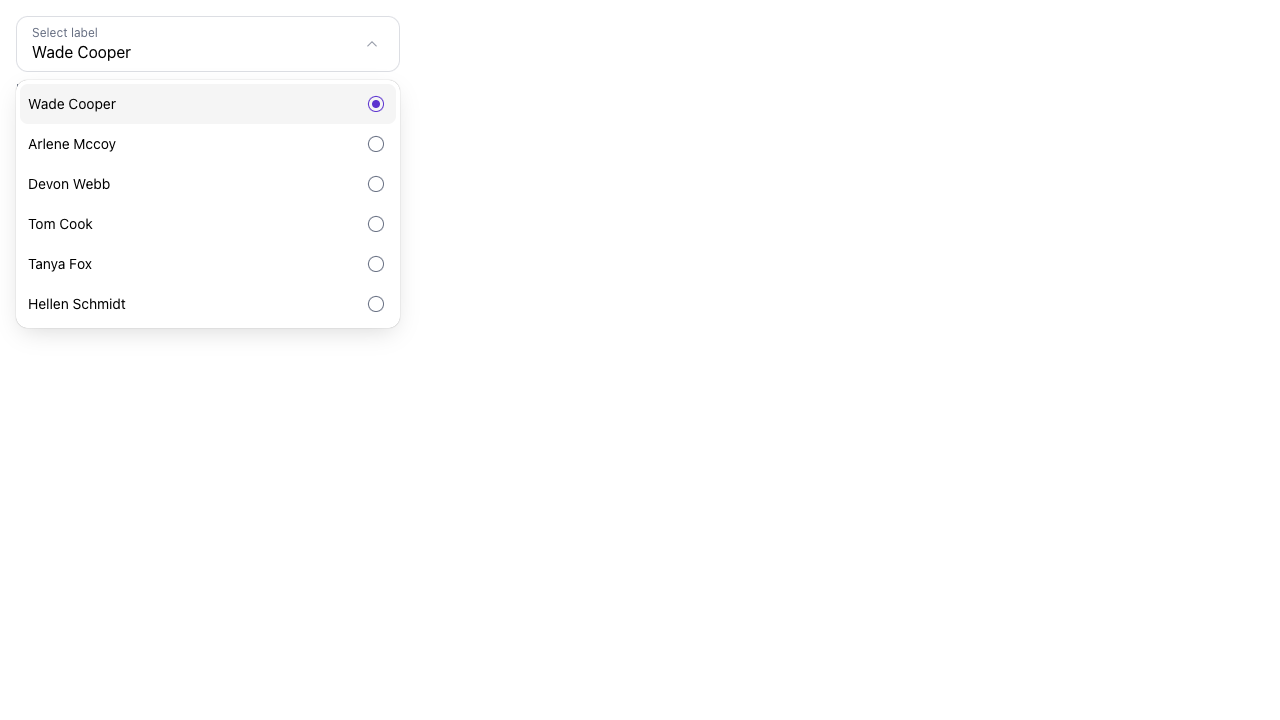 Select label
Wade Cooper
Wade Cooper
Arlene Mccoy
Devon Webb
Tom Cook
Tanya Fox
Hellen Schmidt